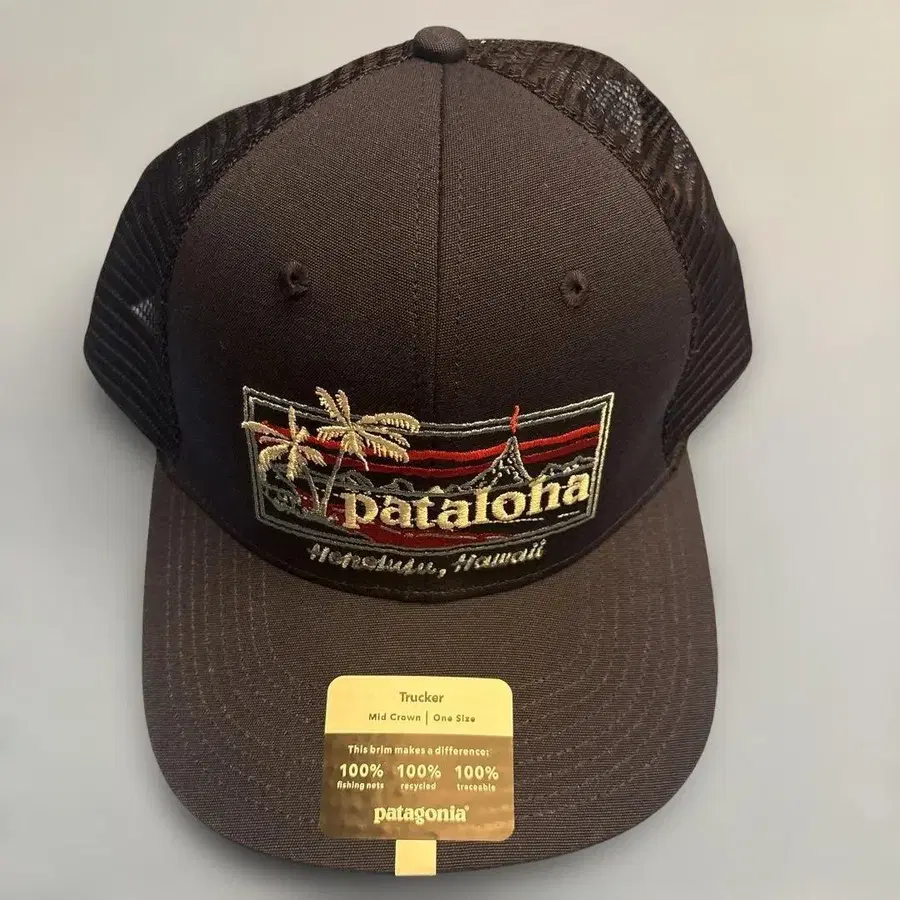 pataloha
Honolulu, Hawaii
Trucker
Mid Crown | One Size
This brim makes a difference:
100% 100% 100%
fishing nets recycled traceable
patagonia®